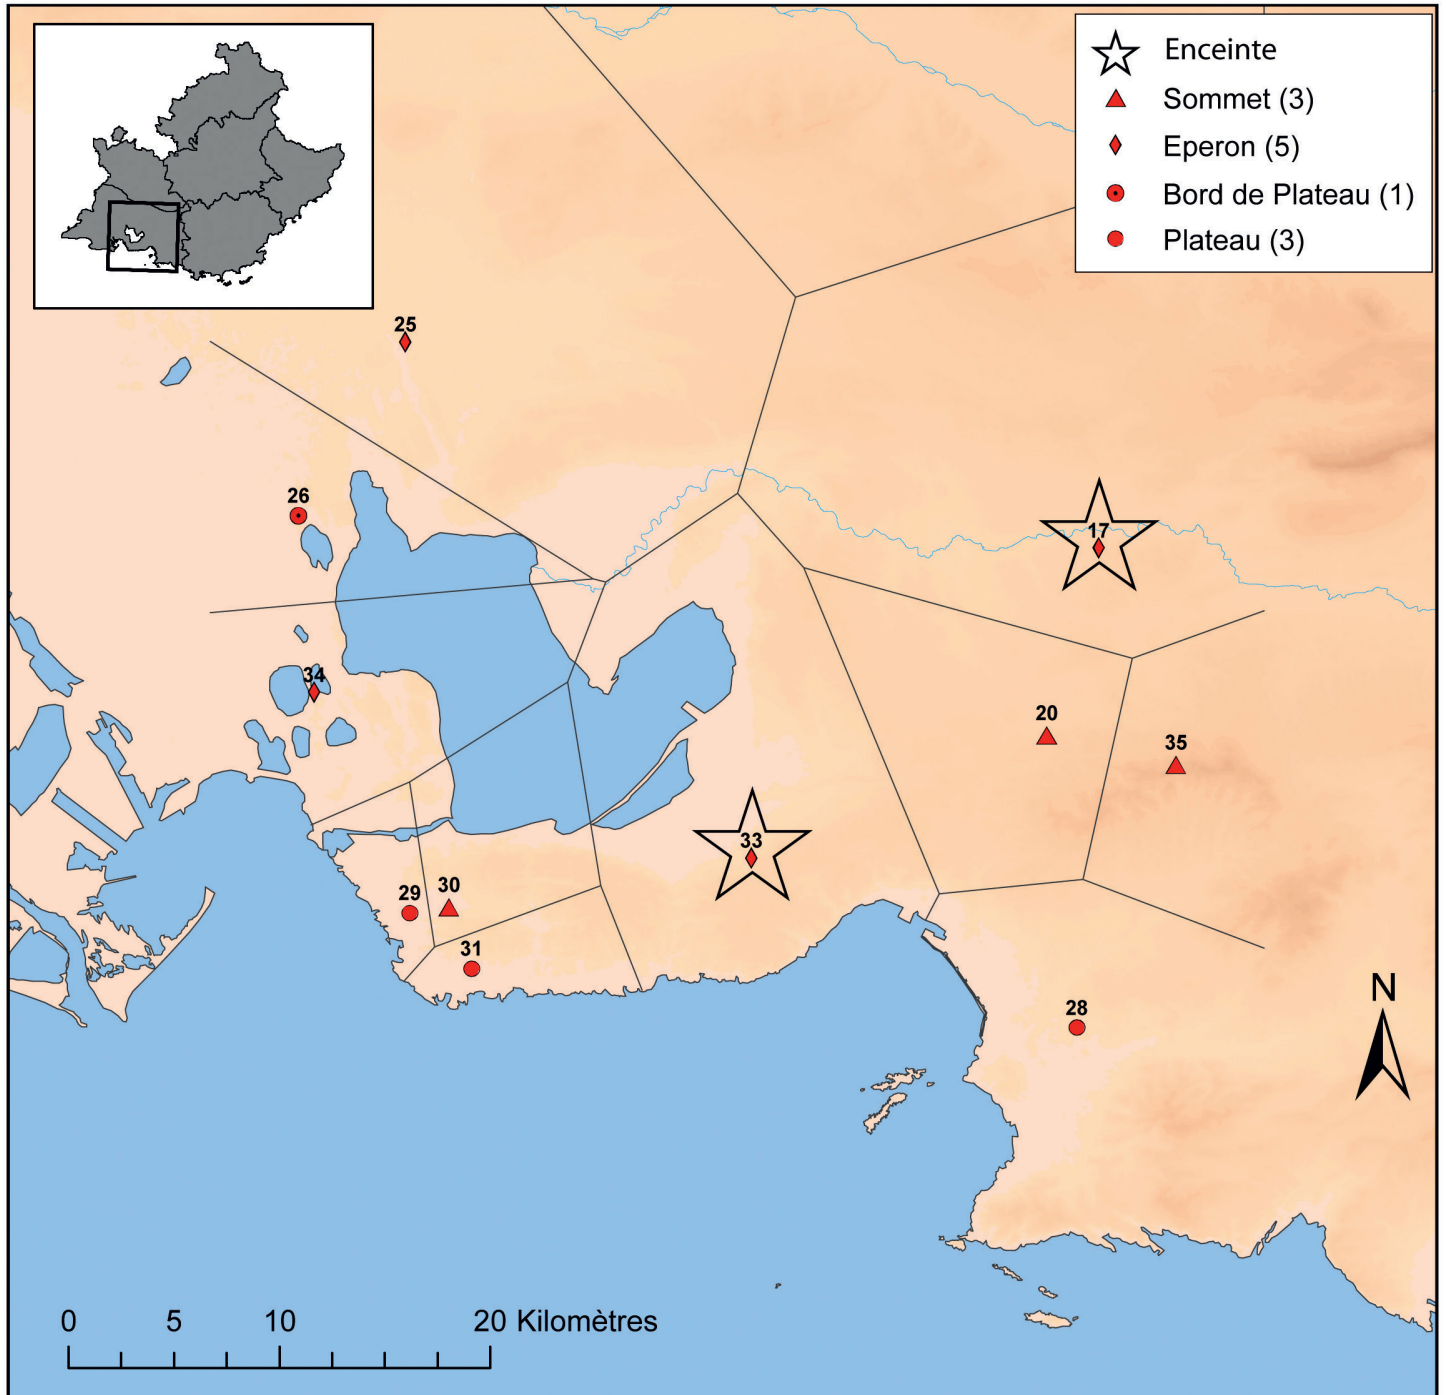 Enceinte
Sommet (3)
Eperon (5)
Bord de Plateau (1)
Plateau (3)
25
26
17
34
20
35
33
29
30
31
28
N
0 5 10 20 Kilomètres